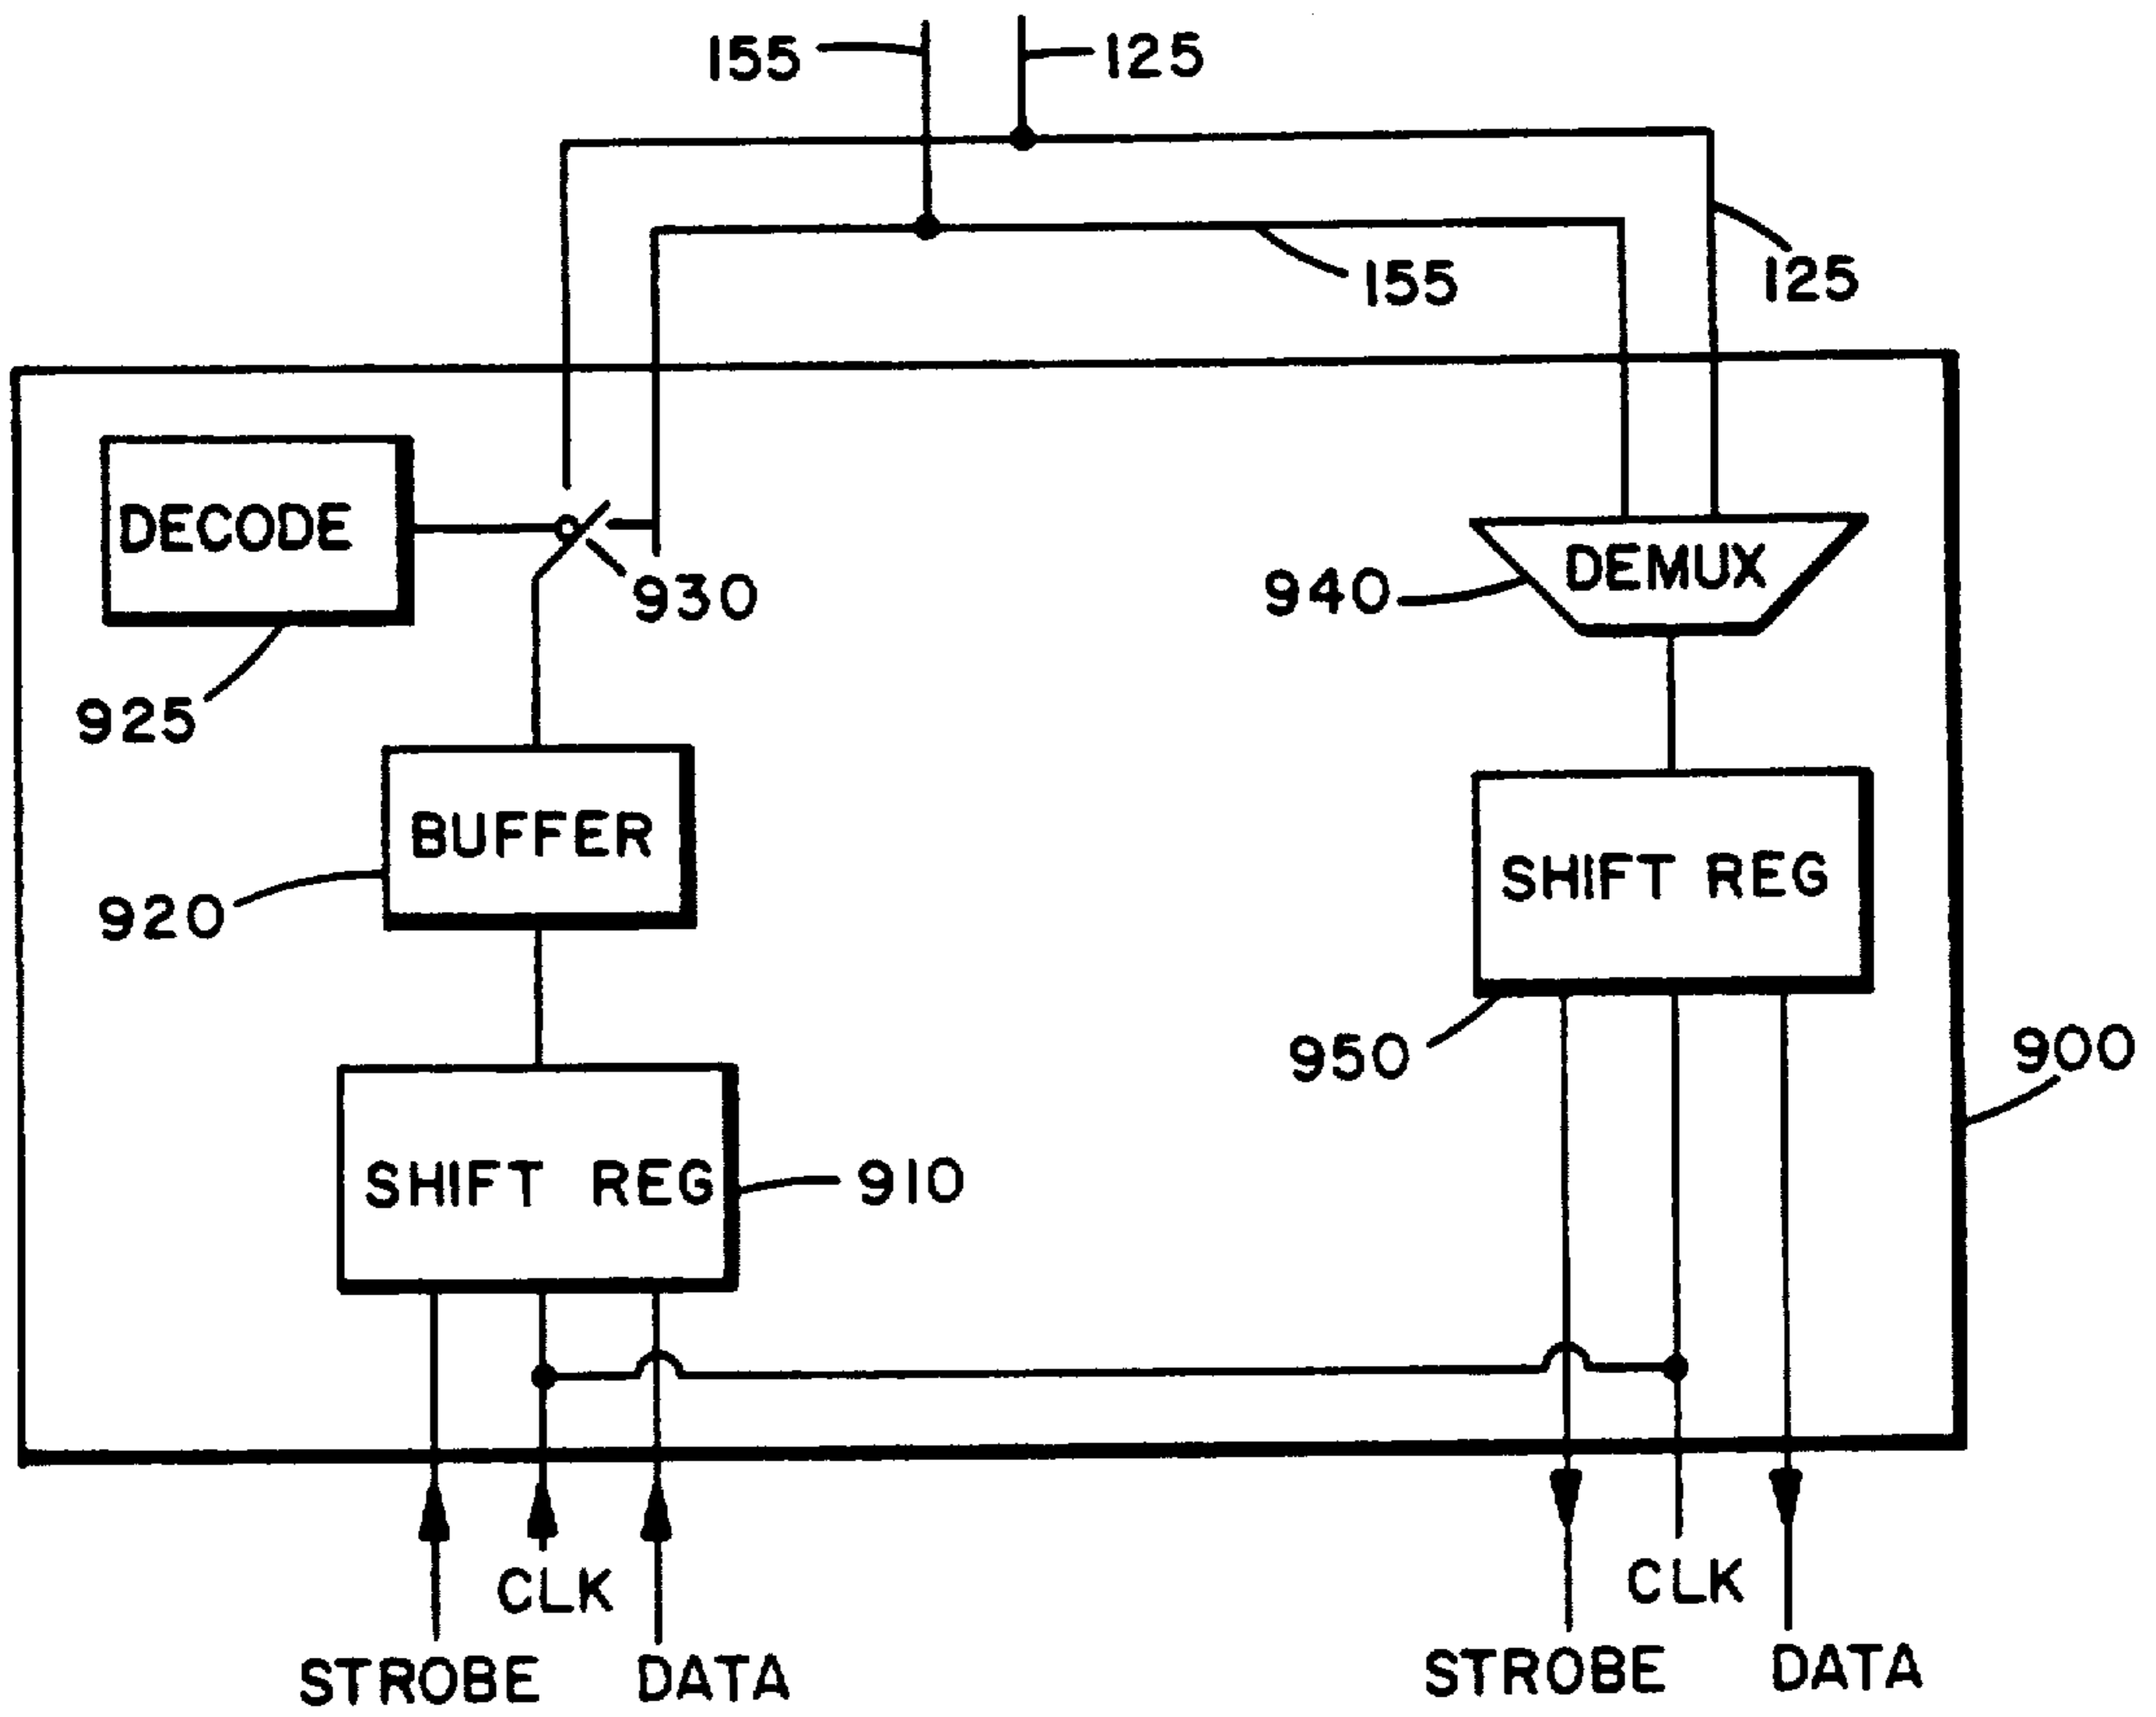 155
125
155
125
DECODE
930
940
DEMUX
925
BUFFER
920
SHIFT REG
950
900
SHIFT REG
910
CLK
CLK
STROBE
DATA
STROBE
DATA